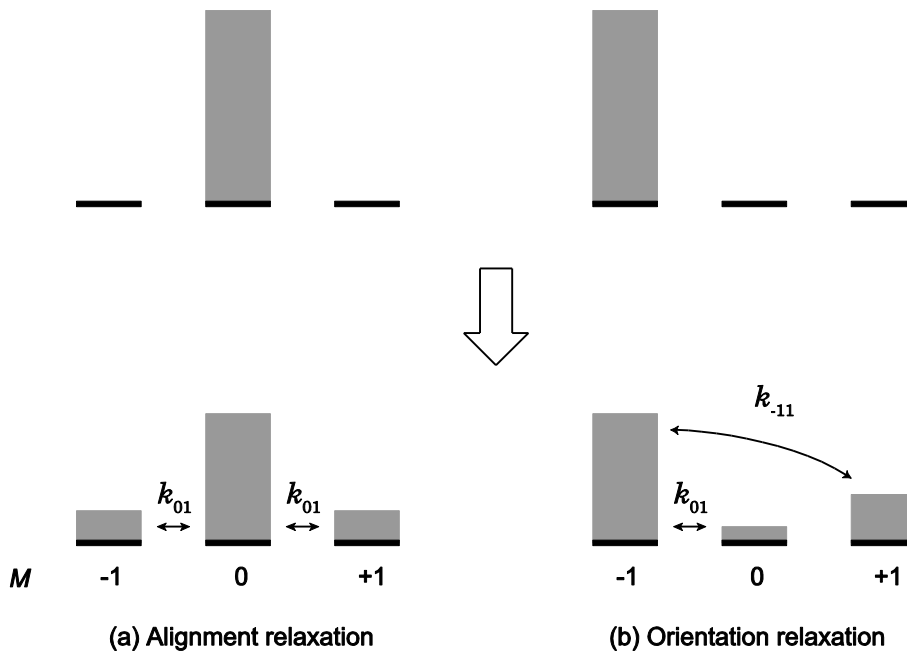 k₋₁₁
k₀₁ k₀₁ k₀₁
M -1 0 +1 -1 0 +1
(a) Alignment relaxation (b) Orientation relaxation